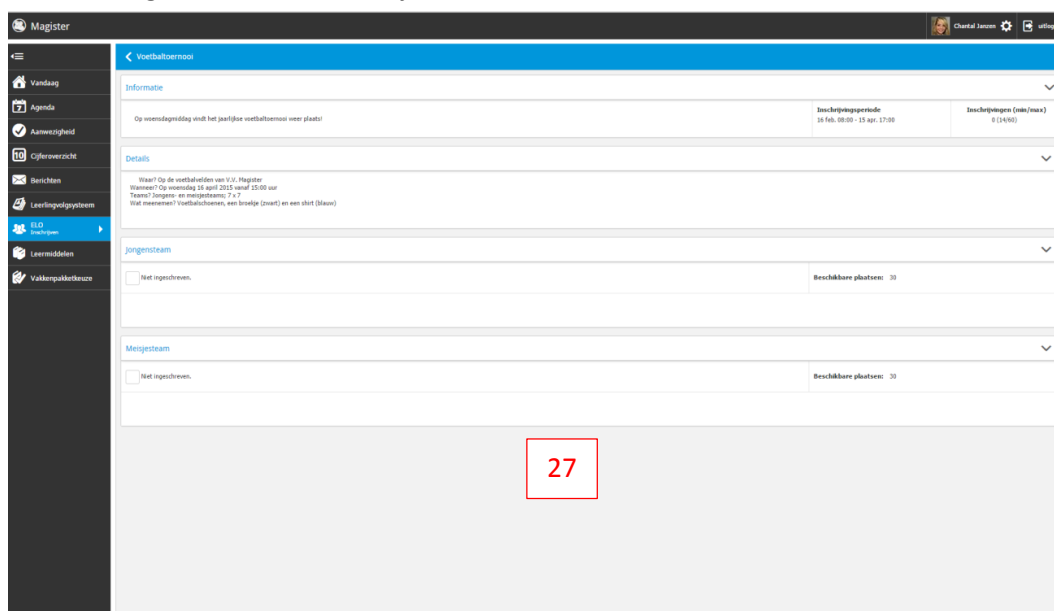 Magister
Chantal Janzen
uitlog
Voetbaltoernooi
Vandaag
Agenda
Aanwezigheid
Cijferoverzicht
Berichten
Leerlingvolgsysteem
ELO
Inschrijven
Leermiddelen
Vakkenpakketkeuze
7
10
Informatie
Op woensdagmiddag vindt het jaarlijkse voetbaltoernooi weer plaats!
Inschrijvingsperiode
16 feb. 08:00 - 15 apr. 17:00
Inschrijvingen (min/max)
0 (14/60)
Details
Waar? Op de voetbalvelden van V.V. Magister
Wanneer? Op woensdag 16 april 2015 vanaf 15:00 uur
Teams? Jongens- en meisjesteams; 7 x 7
Wat meenemen? Voetbalschoenen, een broekje (zwart) en een shirt (blauw)
Jongensteam
Niet ingeschreven.
Beschikbare plaatsen: 30
Meisjesteam
Niet ingeschreven.
Beschikbare plaatsen: 30
27